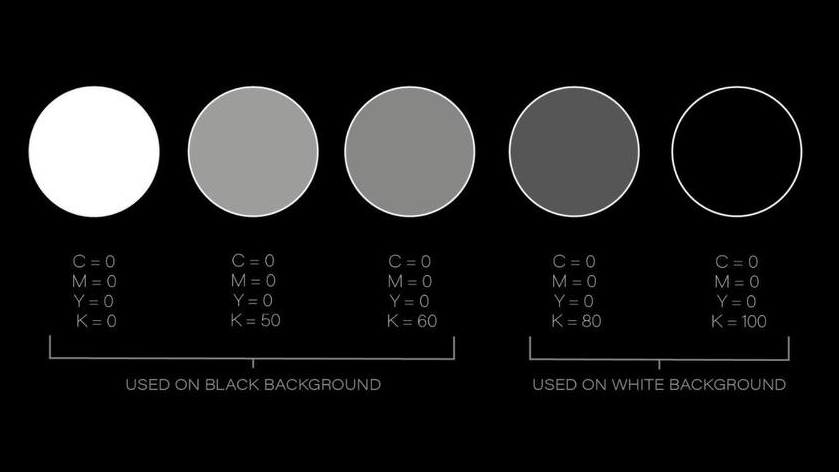 C = 0
M = 0
Y = 0
K = 0
C = 0
M = 0
Y = 0
K = 50
C = 0
M = 0
Y = 0
K = 60
C = 0
M = 0
Y = 0
K = 80
C = 0
M = 0
Y = 0
K = 100
USED ON BLACK BACKGROUND
USED ON WHITE BACKGROUND